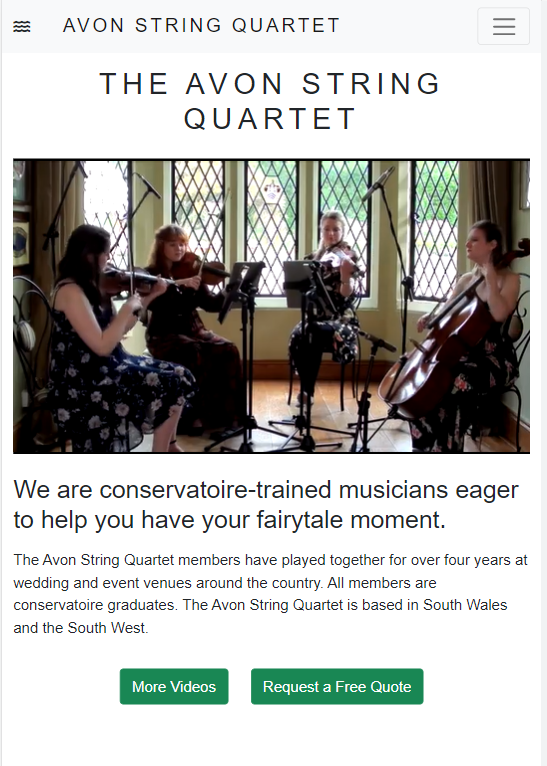 AVON STRING QUARTET
THE AVON STRING
QUARTET
We are conservatoire-trained musicians eager
to help you have your fairytale moment.
The Avon String Quartet members have played together for over four years at
wedding and event venues around the country. All members are
conservatoire graduates. The Avon String Quartet is based in South Wales
and the South West.
More Videos
Request a Free Quote